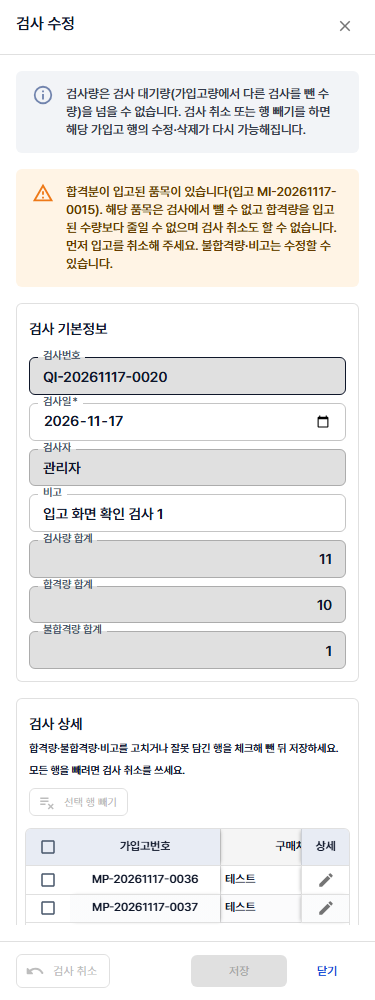 검사 수정
검사량은 검사 대기량(가입고량에서 다른 검사를 뺀 수
량)을 넘을 수 없습니다. 검사 취소 또는 행 빼기를 하면
해당 가입고 행의 수정·삭제가 다시 가능해집니다.
합격분이 입고된 품목이 있습니다(입고 MI-20261117-
0015). 해당 품목은 검사에서 뺄 수 없고 합격량을 입고
된 수량보다 줄일 수 없으며 검사 취소도 할 수 없습니다.
먼저 입고를 취소해 주세요. 불합격량·비고는 수정할 수
있습니다.
검사 기본정보
검사번호
QI-20261117-0020
검사일*
2026-11-17
검사자
관리자
비고
입고 화면 확인 검사 1
검사량 합계
11
합격량 합계
10
불합격량 합계
1
검사 상세
합격량·불합격량·비고를 고치거나 잘못 담긴 행을 체크해 뺀 뒤 저장하세요.
모든 행을 빼려면 검사 취소를 쓰세요.
선택 행 빼기
가입고번호 구매처 상세
MP-20261117-0036 테스트
MP-20261117-0037 테스트
검사 취소 저장 닫기